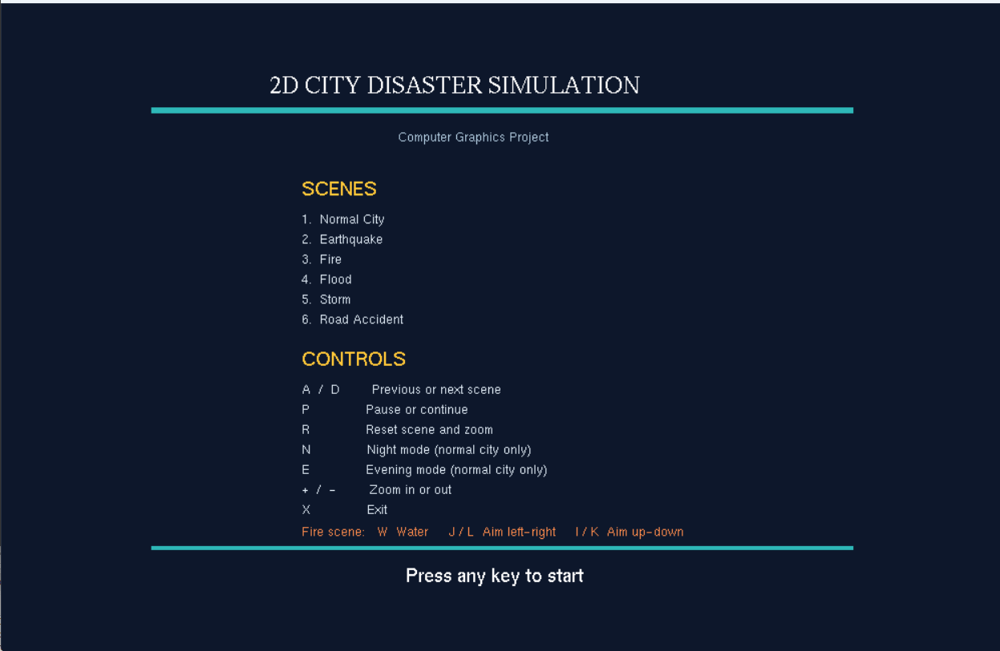 2D CITY DISASTER SIMULATION
Computer Graphics Project
SCENES
1. Normal City
2. Earthquake
3. Fire
4. Flood
5. Storm
6. Road Accident
CONTROLS
A / D Previous or next scene
P Pause or continue
R Reset scene and zoom
N Night mode (normal city only)
E Evening mode (normal city only)
+ / - Zoom in or out
X Exit
Fire scene: W Water J / L Aim left-right I / K Aim up-down
Press any key to start